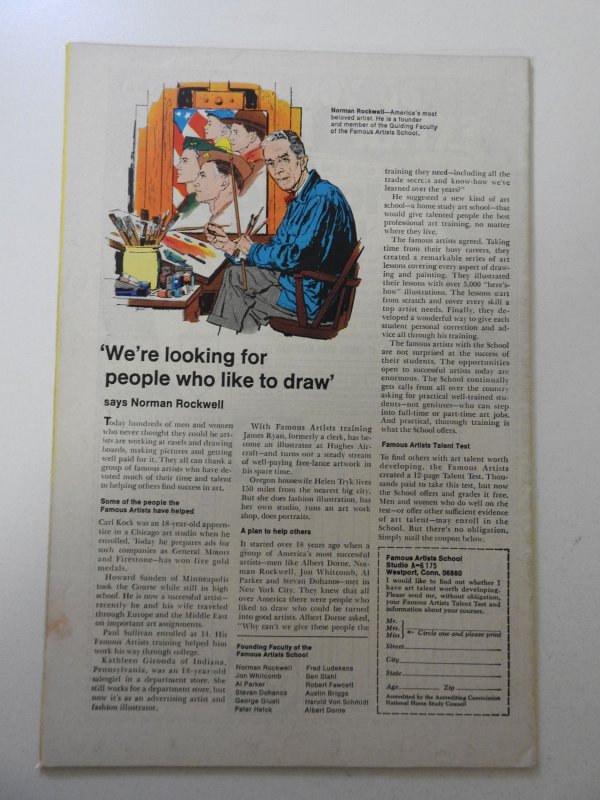 Norman Rockwell—America's most
beloved artist. He is a founder
and member of the Guiding Faculty
of the Famous Artists School.
'We're looking for
people who like to draw'
says Norman Rockwell
Today hundreds of men and women
who never thought they could be art-
ists are working at easels and drawing
boards, making pictures and getting
well paid for it. They all can thank a
group of famous artists who have de-
voted much of their time and talent
to helping others find success in art.
Some of the people the
Famous Artists have helped
Carl Kock was an 18-year-old appren-
tice in a Chicago art studio when he
enrolled. Today he prepares ads for
such companies as General Motors
and Firestone—has won five gold
medals.
Howard Sanden of Minneapolis
took the Course while still in high
school. He is now a successful artist—
recently he and his wife traveled
through Europe and the Middle East
on important art assignments.
Paul Sullivan enrolled at 14. His
Famous Artists training helped him
work his way through college.
Kathleen Gizonda of Indiana,
Pennsylvania, was an 18-year-old
salesgirl in a department store. She
still works for a department store, but
now it's as an advertising artist and
fashion illustrator.
With Famous Artists training
James Ryan, formerly a clerk, has be-
come an illustrator at Hughes Air-
craft—and turns out a steady stream
of well-paying free-lance artwork in
his spare time.
Oregon housewife Helen Tryk lives
150 miles from the nearest big city.
But she does fashion illustration, has
her own studio, runs an art work
shop, does portraits.
A plan to help others
It started over 18 years ago when a
group of America's most successful
artists—men like Albert Dorne, Nor-
man Rockwell, Jon Whitcomb, Al
Parker and Stevan Dohanos—met in
New York City. They knew that all
over America there were people who
liked to draw who could be turned
into good artists. Albert Dorne asked,
"Why can't we give these people the
Founding Faculty of the
Famous Artists School
Norman Rockwell
Jon Whitcomb
Al Parker
Steven Dohanos
George Giusti
Peter Helck
Fred Ludekens
Ben Stahl
Robert Fawcett
Austin Briggs
Harold Von Schmidt
Albert Dorne
training they need—including all the
trade secrets and know-how we've
learned over the years?"
He suggested a new kind of art
school—a home study art school—that
would give talented people the best
professional art training, no matter
where they live.
The famous artists agreed. Taking
time from their busy careers, they
created a remarkable series of art
lessons covering every aspect of draw-
ing and painting. They illustrated
their lessons with over 5,000 "here's-
how" illustrations. The lessons start
from scratch and cover every skill a
top artist needs. Finally, they de-
veloped a wonderful way to give each
student personal correction and ad-
vice all through his training.
The famous artists with the School
are not surprised at the success of
their students. The opportunities
open to successful artists today are
enormous. The School continually
gets calls from all over the country
asking for practical well-trained stu-
dents—not geniuses—who can step
into full-time or part-time art jobs.
And practical, thorough training is
what the School offers.
Famous Artists Talent Test
To find others with art talent worth
developing, the Famous Artists
created a 12-page Talent Test. Thou-
sands paid to take this test, but now
the School offers and grades it free.
Men and women who do well on the
test—or offer other sufficient evidence
of art talent—may enroll in the
School. But there's no obligation.
Simply mail the coupon below.
Famous Artists School
Studio A-6175
Westport, Conn. 06880
I would like to find out whether I
have art talent worth developing.
Please send me, without obligation,
your Famous Artists Talent Test and
information about your courses.
Mr.
Mrs. ← Circle one and please print
Miss
Street
City
State
Age Zip
Accredited by the Accrediting Commission
National Home Study Council